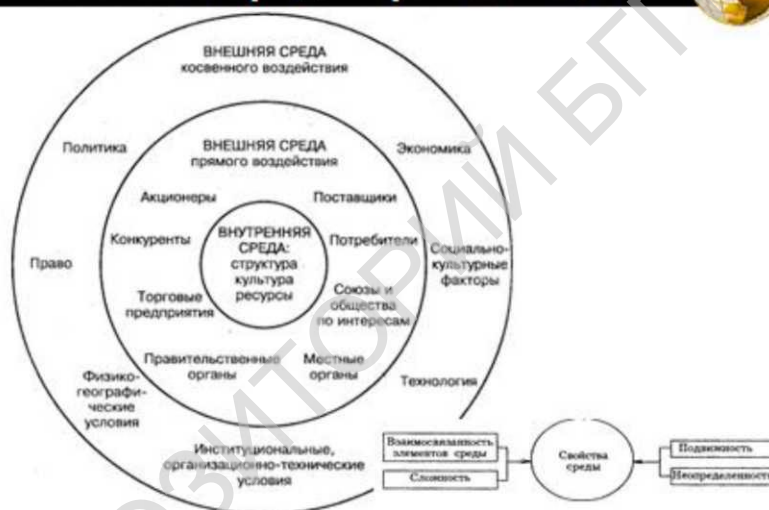 ВНЕШНЯЯ СРЕДА
косвенного воздействия
Политика
Экономика
ВНЕШНЯЯ СРЕДА
прямого воздействия
Акционеры
Поставщики
Конкуренты
ВНУТРЕННЯЯ
СРЕДА:
структура
культура
ресурсы
Потребители
Право
Социально-
культурные
факторы
Торговые
предприятия
Союзы и
общества
по интересам
Правительственные
органы
Местные
органы
Физико-
географи-
ческие
условия
Технология
Институциональные,
организационно-технические
условия
Взаимосвязанность
элементов среды
Сложность
Свойства
среды
Подвижность
Неопределенность